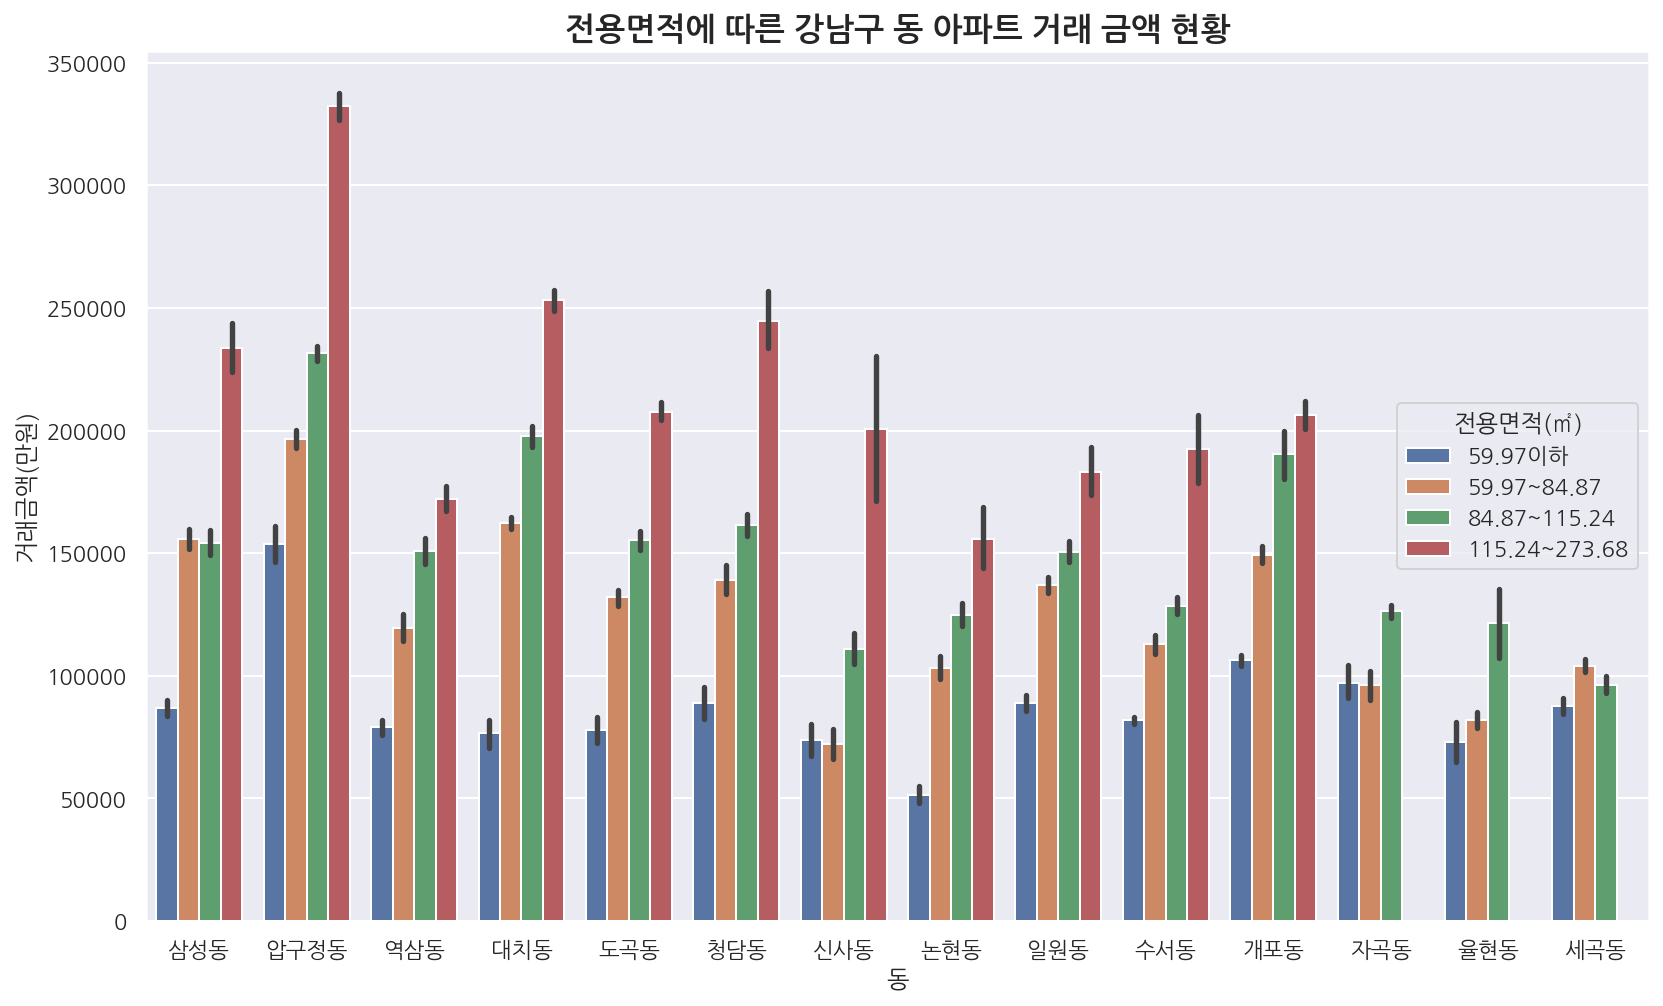 전용면적에 따른 강남구 동 아파트 거래 금액 현황
거래금액(만원)
350000
300000
250000
200000
150000
100000
50000
0
전용면적(㎡)
59.97이하
59.97~84.87
84.87~115.24
115.24~273.68
삼성동 압구정동 역삼동 대치동 도곡동 청담동 신사동 논현동 일원동 수서동 개포동 자곡동 율현동 세곡동
동